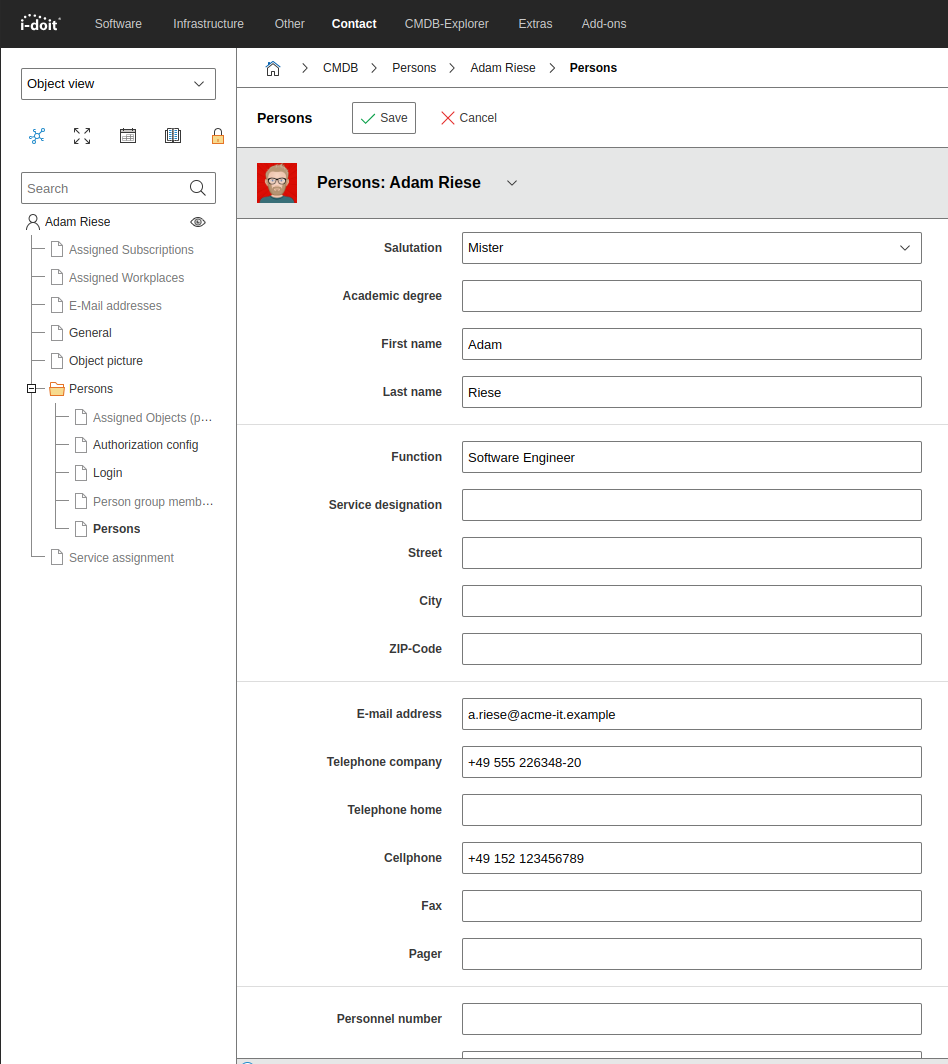 i-doit Software Infrastructure Other Contact CMDB-Explorer Extras Add-ons
Object view
Search
Adam Riese
Assigned Subscriptions
Assigned Workplaces
E-Mail addresses
General
Object picture
Persons
Assigned Objects (p...
Authorization config
Login
Person group memb...
Persons
Service assignment
CMDB Persons Adam Riese Persons
Persons Save Cancel
Persons: Adam Riese
Salutation Mister
Academic degree
First name Adam
Last name Riese
Function Software Engineer
Service designation
Street
City
ZIP-Code
E-mail address a.riese@acme-it.example
Telephone company +49 555 226348-20
Telephone home
Cellphone +49 152 123456789
Fax
Pager
Personnel number